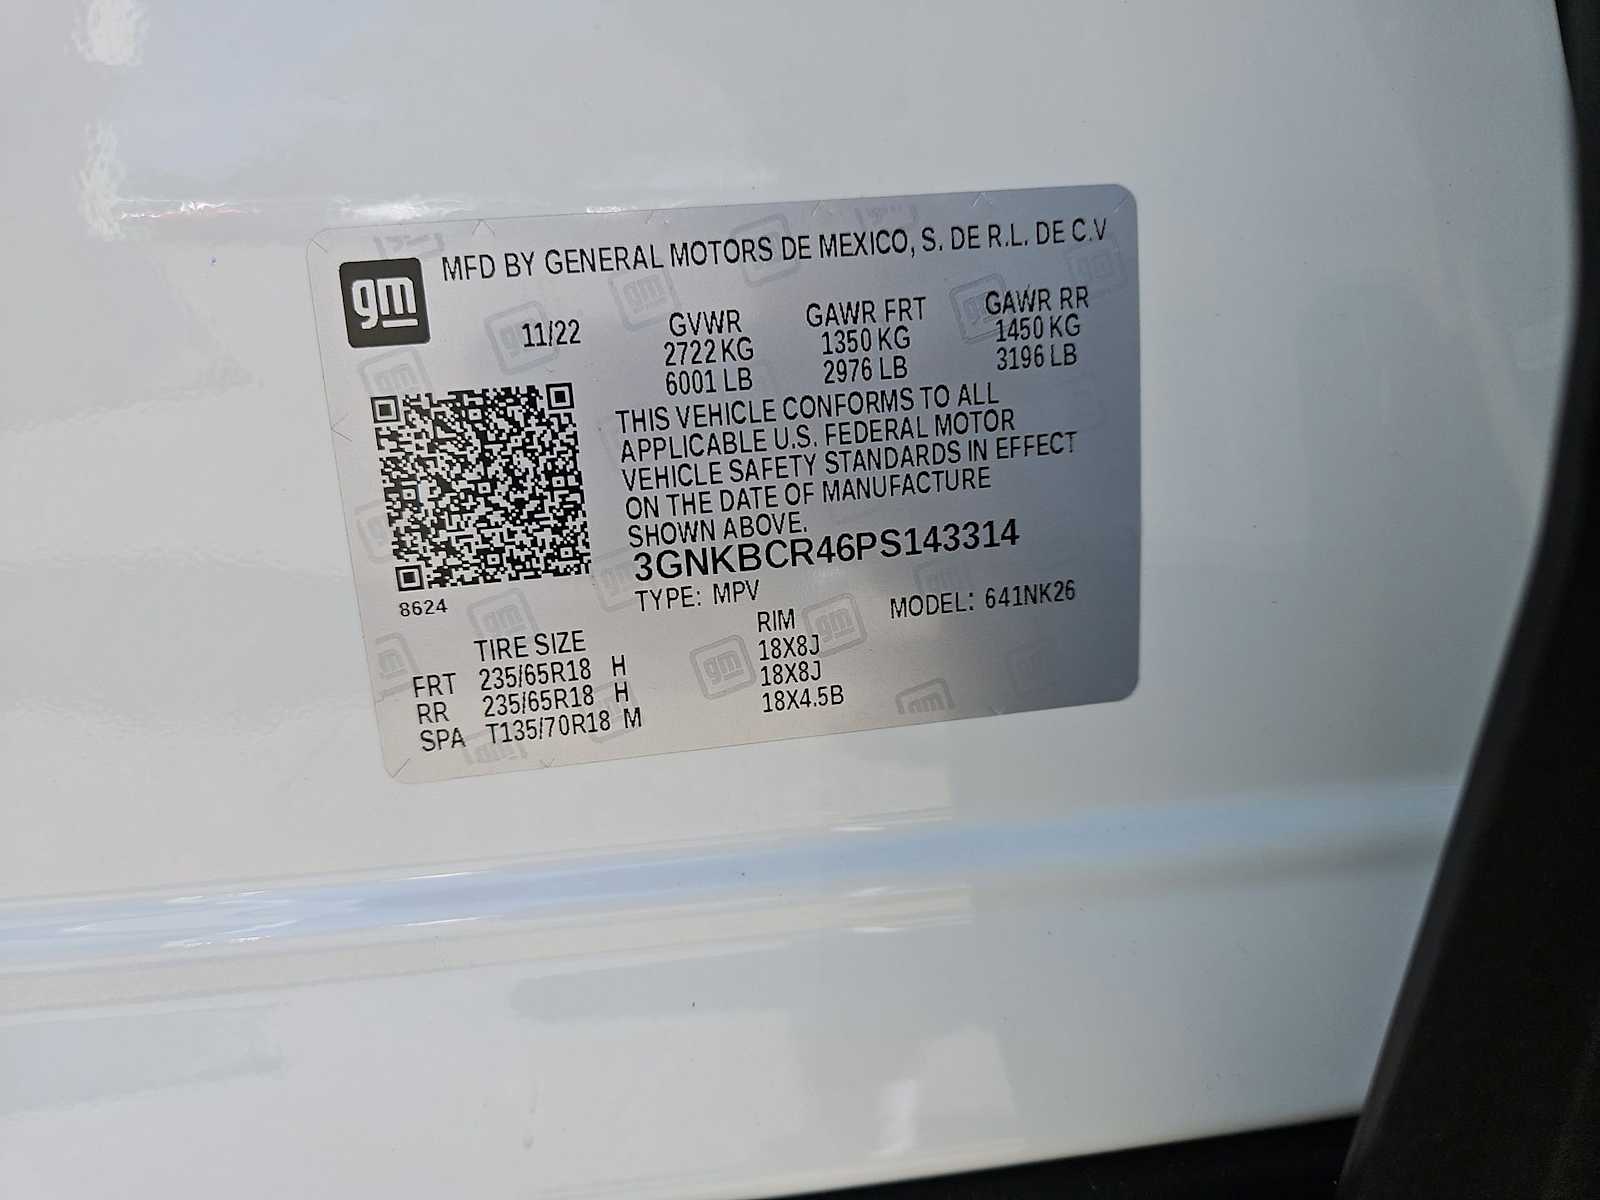 gm
MFD BY GENERAL MOTORS DE MEXICO, S. DE R.L. DE C.V
11/22
GVWR GAWR FRT GAWR RR
2722 KG 1350 KG 1450 KG
6001 LB 2976 LB 3196 LB
THIS VEHICLE CONFORMS TO ALL
APPLICABLE U.S. FEDERAL MOTOR
VEHICLE SAFETY STANDARDS IN EFFECT
ON THE DATE OF MANUFACTURE
SHOWN ABOVE.
3GNKBCR46PS143314
8624
TYPE: MPV MODEL: 641NK26
TIRE SIZE RIM
FRT 235/65R18 H 18X8J
RR 235/65R18 H 18X8J
SPA T135/70R18 M 18X4.5B